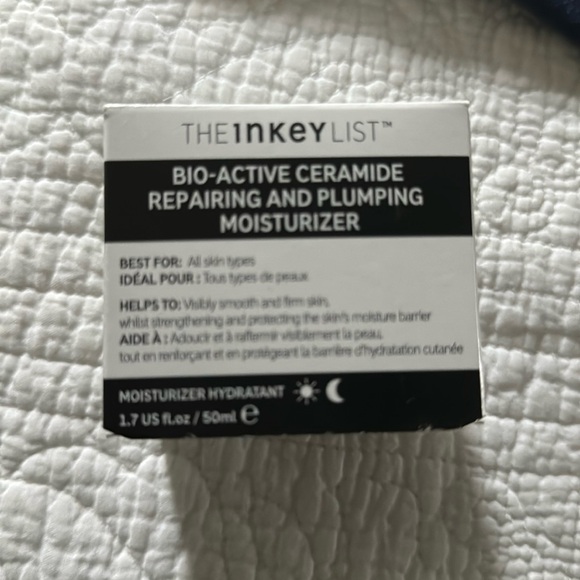 THE INKEY LIST™
BIO-ACTIVE CERAMIDE
REPAIRING AND PLUMPING
MOISTURIZER
BEST FOR: All skin types
IDÉAL POUR : Tous types de peaux
HELPS TO: Visibly smooth and firm skin,
whilst strengthening and protecting the skin's moisture barrier
AIDE À : Adoucir et à raffermir visiblement la peau,
tout en renforçant et en protégeant la barrière d'hydratation cutanée
MOISTURIZER HYDRATANT
1.7 US fl.oz / 50ml ℮